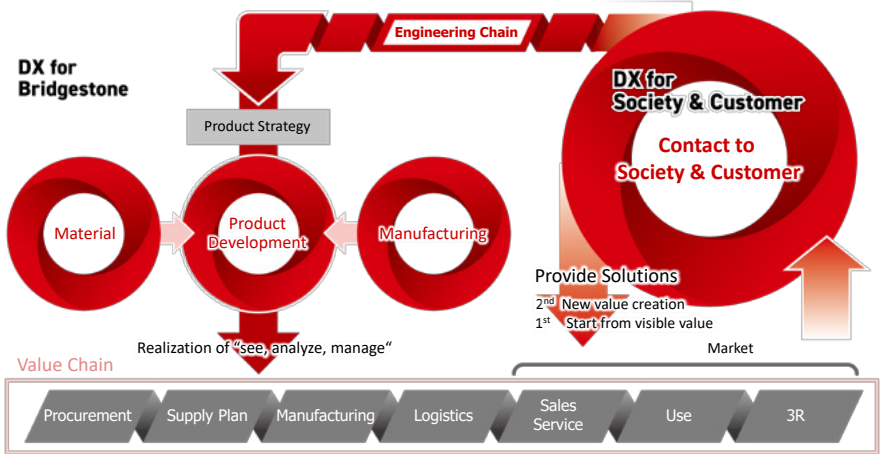 Engineering Chain
DX for
Bridgestone
DX for
Society & Customer
Product Strategy
Contact to
Society & Customer
Material
Product
Development
Manufacturing
Provide Solutions
2nd New value creation
1st Start from visible value
Realization of “see, analyze, manage“
Market
Value Chain
Procurement
Supply Plan
Manufacturing
Logistics
Sales
Service
Use
3R